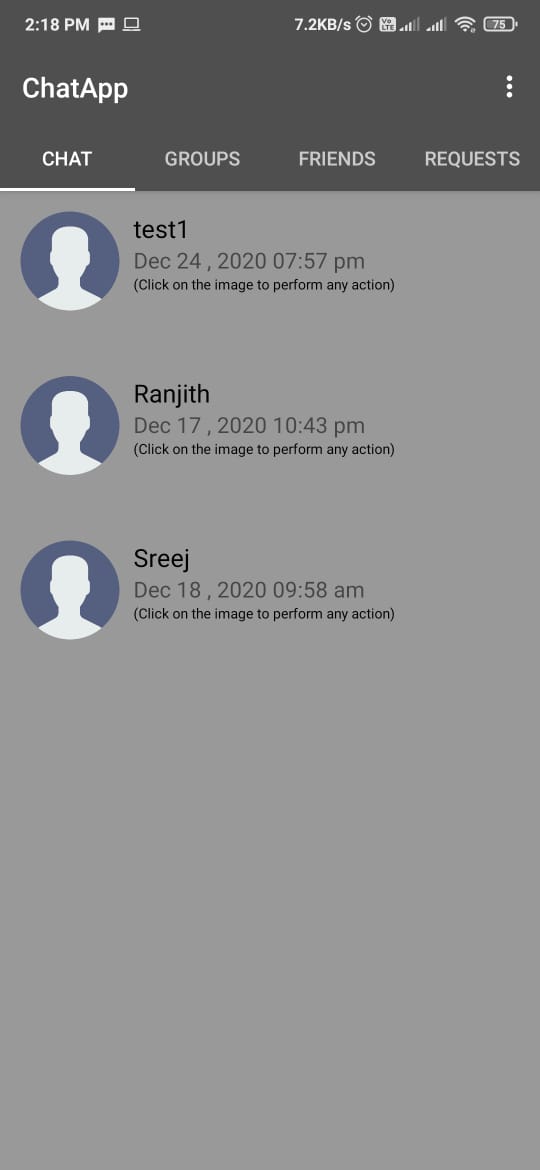 2:18 PM 7.2KB/s Vo LTE 75
ChatApp
CHAT GROUPS FRIENDS REQUESTS
test1
Dec 24 , 2020 07:57 pm
(Click on the image to perform any action)
Ranjith
Dec 17 , 2020 10:43 pm
(Click on the image to perform any action)
Sreej
Dec 18 , 2020 09:58 am
(Click on the image to perform any action)